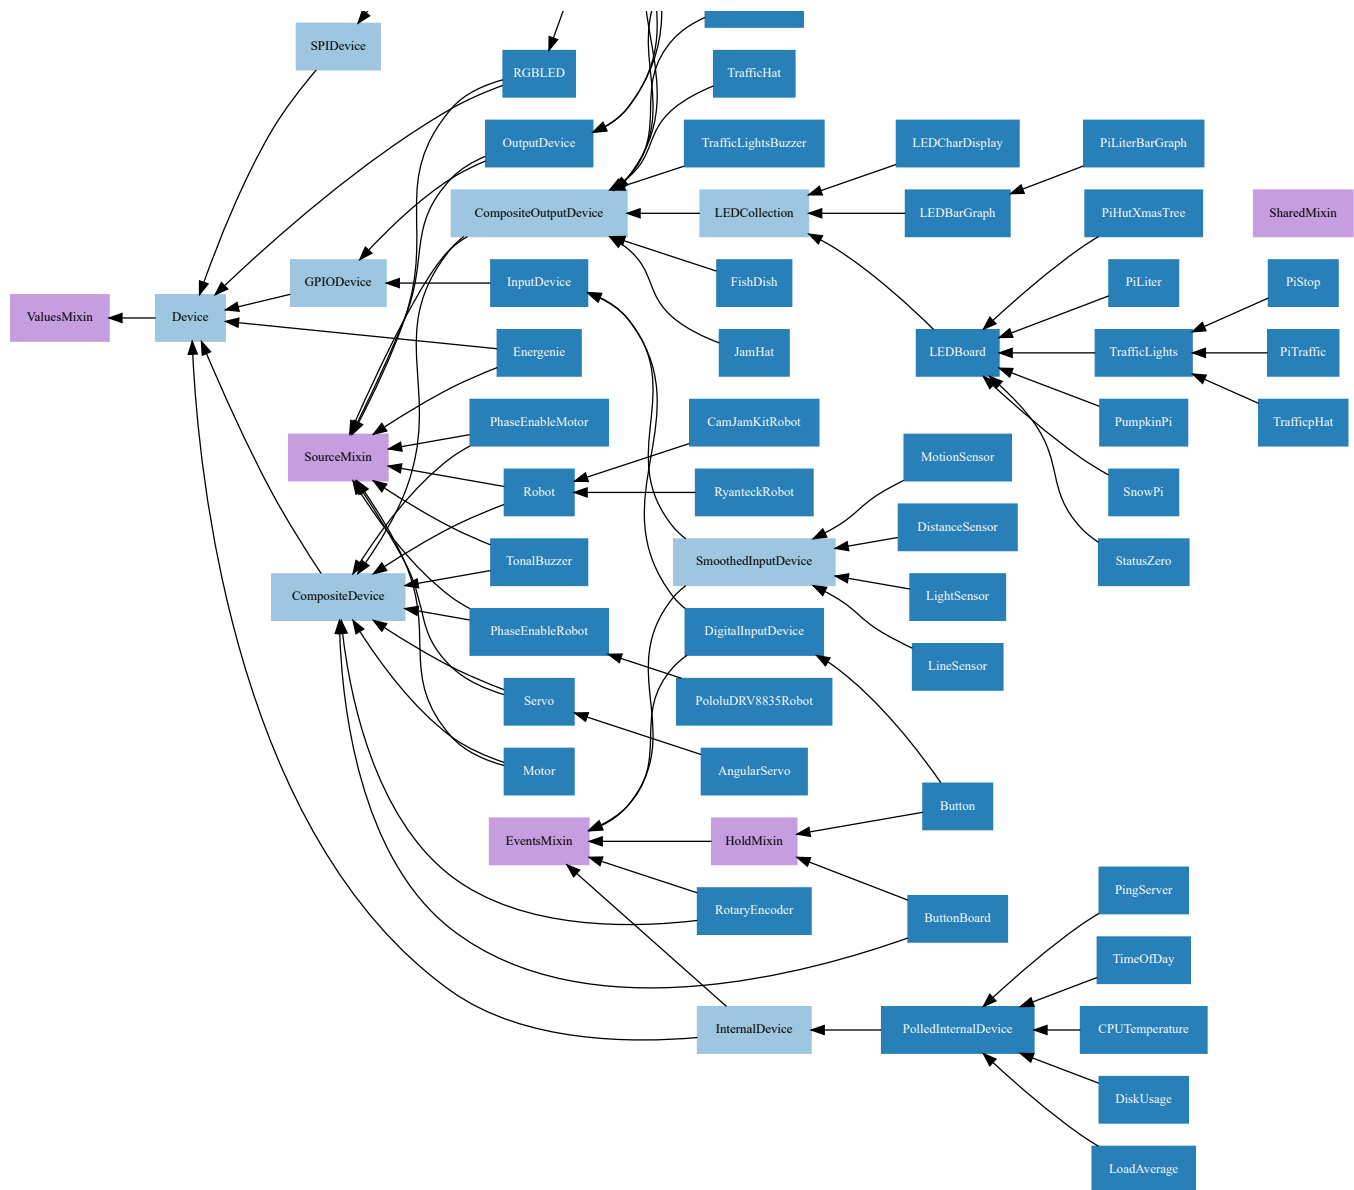 SPIDevice
RGBLED
TrafficHat
OutputDevice
TrafficLightsBuzzer
LEDCharDisplay
PiLiterBarGraph
CompositeOutputDevice
LEDCollection
LEDBarGraph
PiHutXmasTree
SharedMixin
GPIODevice
InputDevice
FishDish
PiLiter
PiStop
ValuesMixin
Device
Energenie
JamHat
LEDBoard
TrafficLights
PiTraffic
PhaseEnableMotor
CamJamKitRobot
PumpkinPi
TrafficpHat
SourceMixin
MotionSensor
Robot
RyanteckRobot
SnowPi
DistanceSensor
TonalBuzzer
SmoothedInputDevice
StatusZero
CompositeDevice
LightSensor
PhaseEnableRobot
DigitalInputDevice
LineSensor
Servo
PololuDRV8835Robot
Motor
AngularServo
Button
EventsMixin
HoldMixin
PingServer
RotaryEncoder
ButtonBoard
TimeOfDay
InternalDevice
PolledInternalDevice
CPUTemperature
DiskUsage
LoadAverage